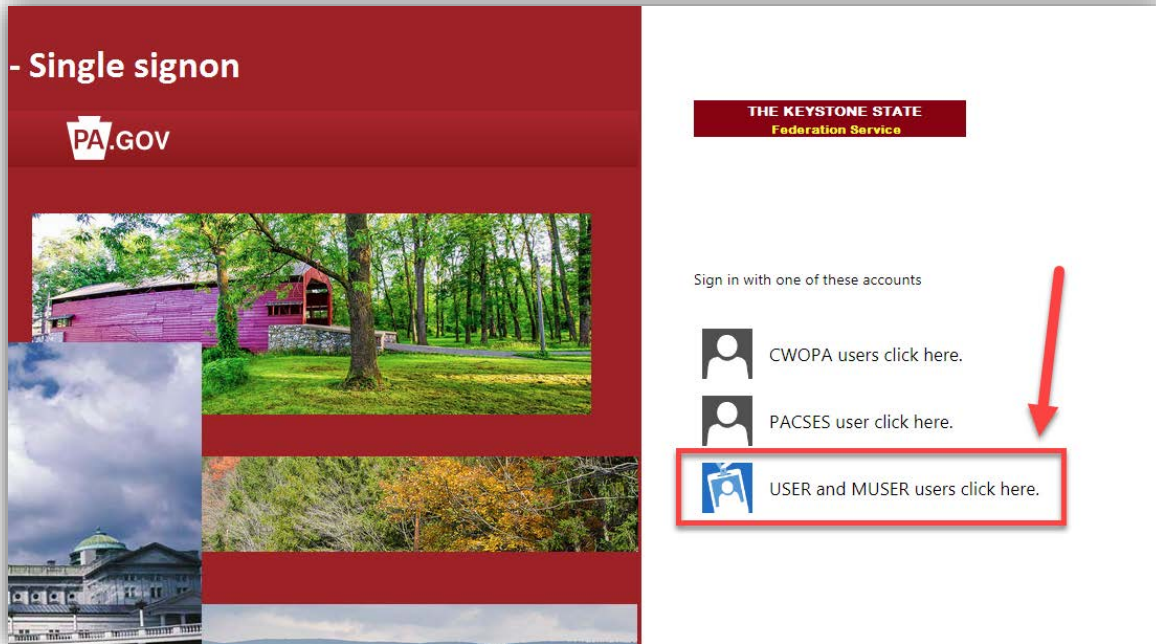 - Single signon
PA.GOV
THE KEYSTONE STATE
Federation Service
Sign in with one of these accounts
CWOPA users click here.
PACSES user click here.
USER and MUSER users click here.